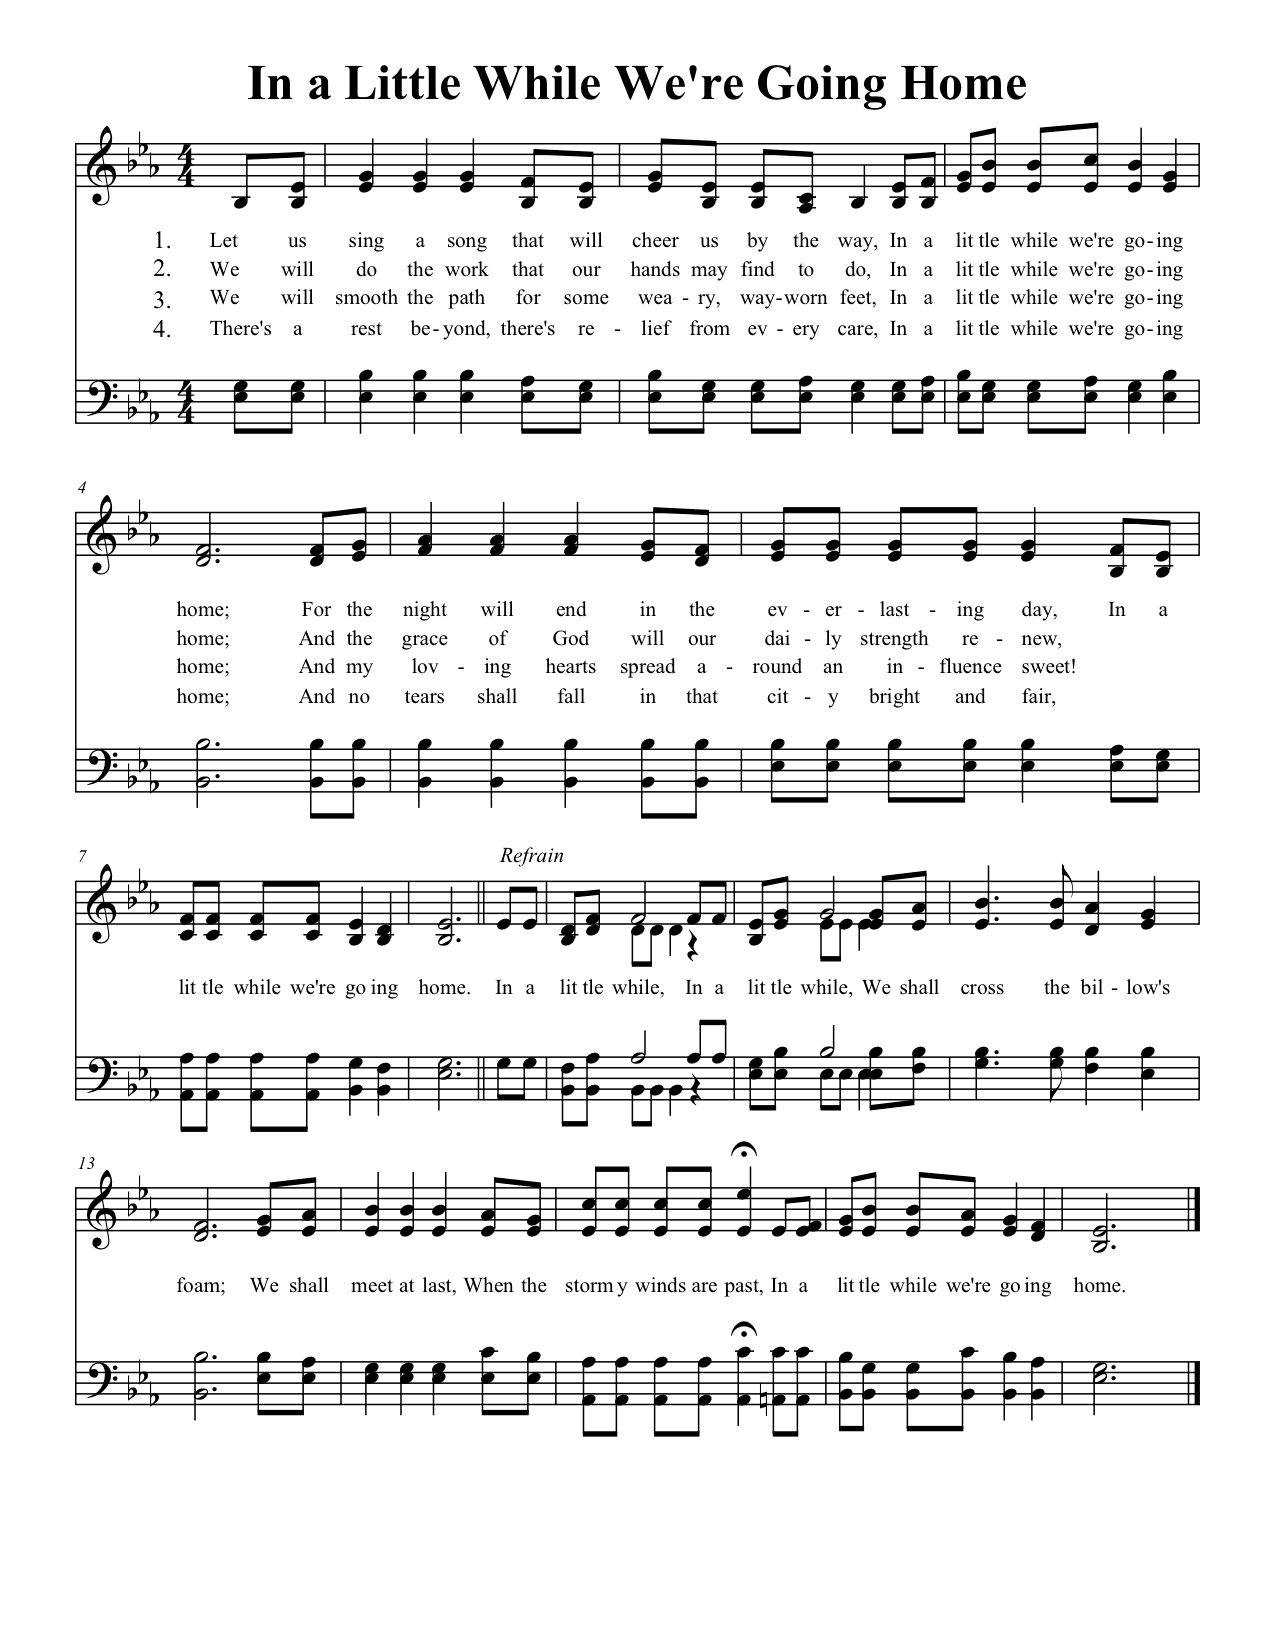 In a Little While We're Going Home
1. Let us sing a song that will cheer us by the way, In a lit tle while we're go-ing
2. We will do the work that our hands may find to do, In a lit tle while we're go-ing
3. We will smooth the path for some wea - ry, way-worn feet, In a lit tle while we're go-ing
4. There's a rest be-yond, there's re - lief from ev - ery care, In a lit tle while we're go-ing
4
home; For the night will end in the ev - er - last - ing day, In a
home; And the grace of God will our dai - ly strength re - new,
home; And my lov - ing hearts spread a - round an in - fluence sweet!
home; And no tears shall fall in that cit - y bright and fair,
7 Refrain
lit tle while we're go ing home. In a lit tle while, In a lit tle while, We shall cross the bil - low's
13
foam; We shall meet at last, When the storm y winds are past, In a lit tle while we're go ing home.